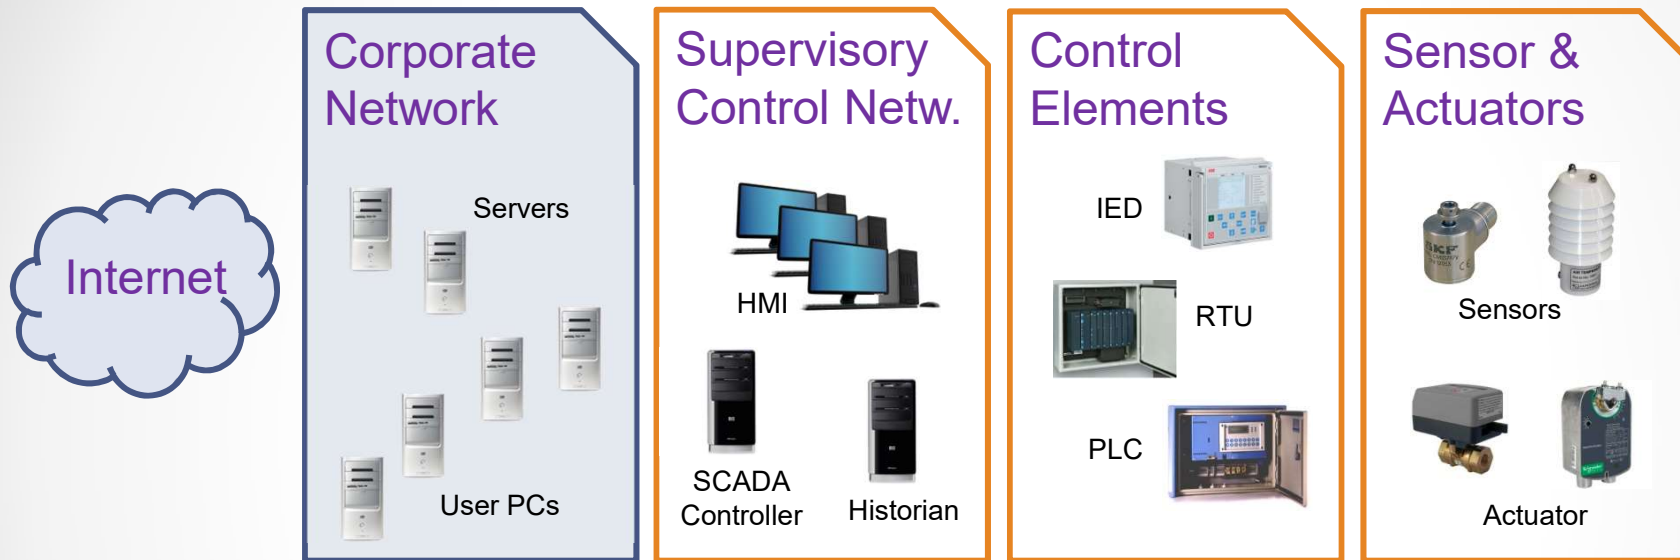 Internet
Corporate
Network
Servers
User PCs
Supervisory
Control Netw.
HMI
SCADA
Controller
Historian
Control
Elements
IED
RTU
PLC
Sensor &
Actuators
SKF
Sensors
Actuator